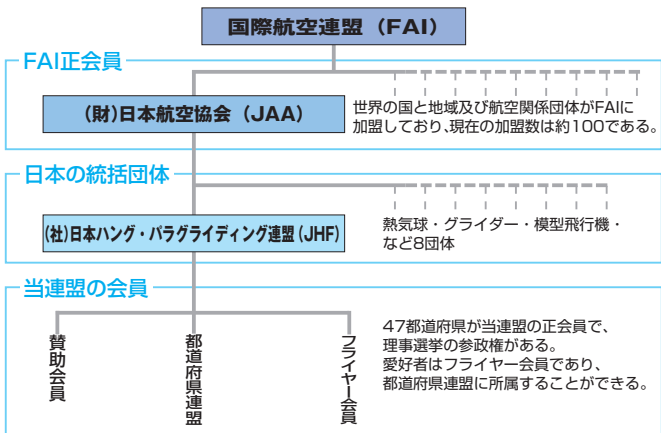 国際航空連盟（FAI）
FAI正会員
(財)日本航空協会（JAA）
世界の国と地域及び航空関係団体がFAIに
加盟しており、現在の加盟数は約100である。
日本の統括団体
(社)日本ハング・パラグライディング連盟(JHF)
熱気球・グライダー・模型飛行機・
など8団体
当連盟の会員
賛助会員
都道府県連盟
フライヤー会員
47都道府県が当連盟の正会員で、
理事選挙の参政権がある。
愛好者はフライヤー会員であり、
都道府県連盟に所属することができる。